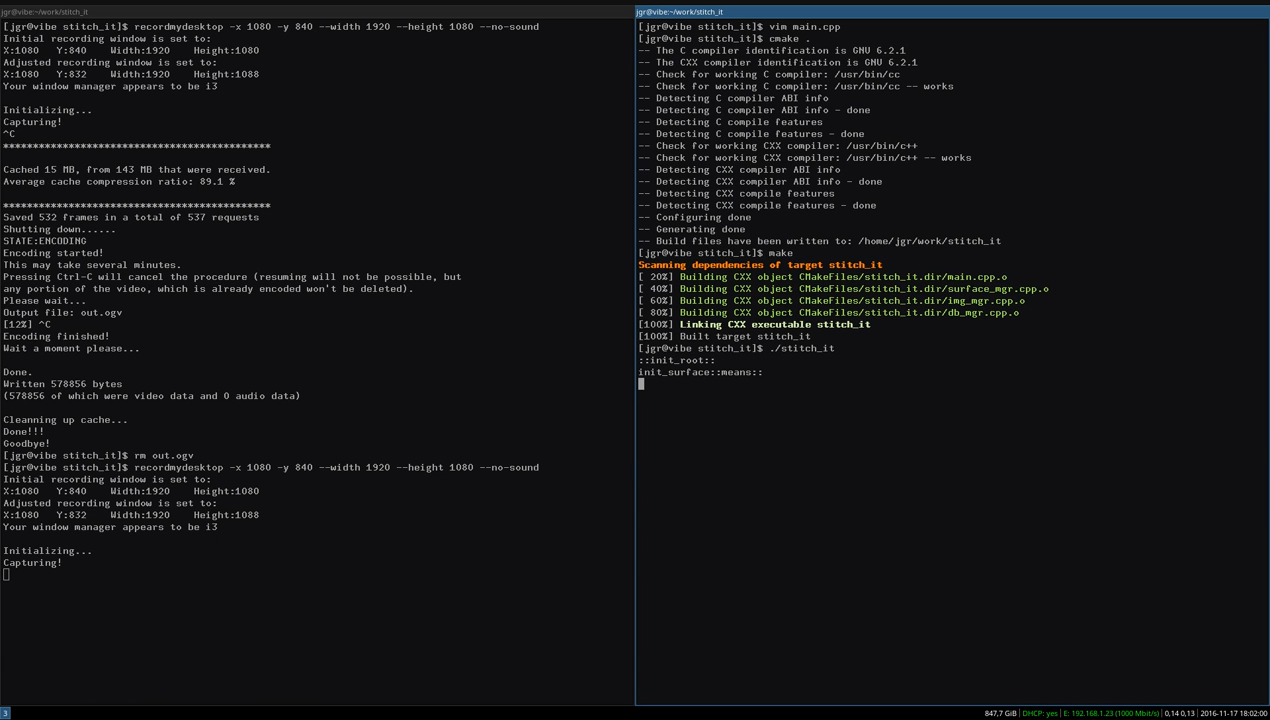 jgr@vibe:~/work/stitch_it
[jgr@vibe stitch_it]$ recordmydesktop -x 1080 -y 840 --width 1920 --height 1080 --no-sound
Initial recording window is set to:
X:1080   Y:840    Width:1920    Height:1080
Adjusted recording window is set to:
X:1080   Y:832    Width:1920    Height:1088
Your window manager appears to be i3

Initializing...
Capturing!
^C
*********************************************

Cached 15 MB, from 143 MB that were received.
Average cache compression ratio: 89.1 %

*********************************************
Saved 532 frames in a total of 537 requests
Shutting down......
STATE:ENCODING
Encoding started!
This may take several minutes.
Pressing Ctrl-C will cancel the procedure (resuming will not be possible, but
any portion of the video, which is already encoded won't be deleted).
Please wait...
Output file: out.ogv
[12%] ^C
Encoding finished!
Wait a moment please...

Done.
Written 578856 bytes
(578856 of which were video data and 0 audio data)

Cleanning up cache...
Done!!!
Goodbye!
[jgr@vibe stitch_it]$ rm out.ogv
[jgr@vibe stitch_it]$ recordmydesktop -x 1080 -y 840 --width 1920 --height 1080 --no-sound
Initial recording window is set to:
X:1080   Y:840    Width:1920    Height:1080
Adjusted recording window is set to:
X:1080   Y:832    Width:1920    Height:1088
Your window manager appears to be i3

Initializing...
Capturing!
jgr@vibe:~/work/stitch_it
[jgr@vibe stitch_it]$ vim main.cpp
[jgr@vibe stitch_it]$ cmake .
-- The C compiler identification is GNU 6.2.1
-- The CXX compiler identification is GNU 6.2.1
-- Check for working C compiler: /usr/bin/cc
-- Check for working C compiler: /usr/bin/cc -- works
-- Detecting C compiler ABI info
-- Detecting C compiler ABI info - done
-- Detecting C compile features
-- Detecting C compile features - done
-- Check for working CXX compiler: /usr/bin/c++
-- Check for working CXX compiler: /usr/bin/c++ -- works
-- Detecting CXX compiler ABI info
-- Detecting CXX compiler ABI info - done
-- Detecting CXX compile features
-- Detecting CXX compile features - done
-- Configuring done
-- Generating done
-- Build files have been written to: /home/jgr/work/stitch_it
[jgr@vibe stitch_it]$ make
Scanning dependencies of target stitch_it
[ 20%] Building CXX object CMakeFiles/stitch_it.dir/main.cpp.o
[ 40%] Building CXX object CMakeFiles/stitch_it.dir/surface_mgr.cpp.o
[ 60%] Building CXX object CMakeFiles/stitch_it.dir/img_mgr.cpp.o
[ 80%] Building CXX object CMakeFiles/stitch_it.dir/db_mgr.cpp.o
[100%] Linking CXX executable stitch_it
[100%] Built target stitch_it
[jgr@vibe stitch_it]$ ./stitch_it
::init_root::
init_surface::means::
3
847,7 GiB | DHCP: yes | E: 192.168.1.23 (1000 Mbit/s) | 0,14 0,13 | 2016-11-17 18:02:00